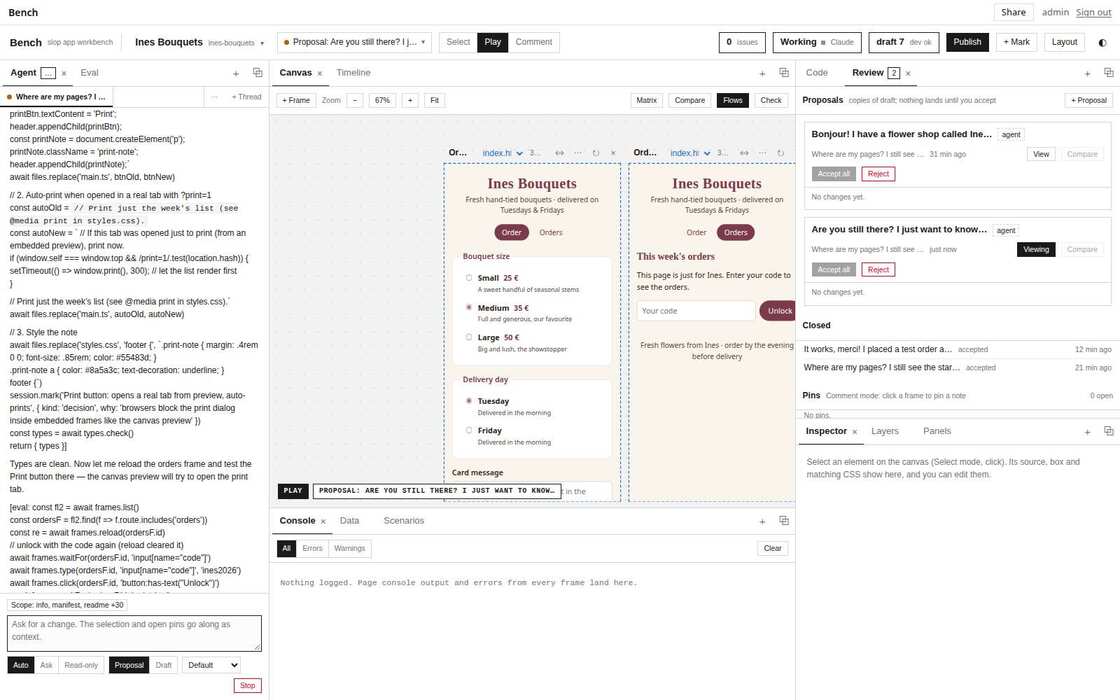 Bench
Share
admin
Sign out
Bench
slop app workbench
Ines Bouquets
ines-bouquets
Proposal: Are you still there? I j…
Select
Play
Comment
0 issues
Working
Claude
draft 7 dev ok
Publish
+ Mark
Layout
Agent …
Eval
Where are my pages? I …
+ Thread
printBtn.textContent = 'Print';
header.appendChild(printBtn);
const printNote = document.createElement('p');
printNote.className = 'print-note';
header.appendChild(printNote);`
await files.replace('main.ts', btnOld, btnNew)
// 2. Auto-print when opened in a real tab with ?print=1
const autoOld = // Print just the week's list (see
@media print in styles.css).
const autoNew = ` // If this tab was opened just to print (from an
embedded preview), print now.
if (window.self === window.top && /print=1/.test(location.hash)) {
setTimeout(() => window.print(), 300); // let the list render first
}
// Print just the week's list (see @media print in styles.css).`
await files.replace('main.ts', autoOld, autoNew)
// 3. Style the note
await files.replace('styles.css', 'footer {', `.print-note { margin: .4rem
0 0; font-size: .85rem; color: #55483d; }
.print-note a { color: #8a5a3c; text-decoration: underline; }
footer {`)
session.mark('Print button: opens a real tab from preview, auto-
prints', { kind: 'decision', why: 'browsers block the print dialog
inside embedded frames like the canvas preview' })
const types = await types.check()
return { types }]
Types are clean. Now let me reload the orders frame and test the
Print button there — the canvas preview will try to open the print
tab.
[eval: const fl2 = await frames.list()
const ordersF = fl2.find(f => f.route.includes('orders'))
const re = await frames.reload(ordersF.id)
// unlock with the code again (reload cleared it)
await frames.waitFor(ordersF.id, 'input[name="code"]')
await frames.type(ordersF.id, 'input[name="code"]', 'ines2026')
await frames.click(ordersF.id, 'button:has-text("Unlock")')
Scope: info, manifest, readme +30
Ask for a change. The selection and open pins go along as
context.
Auto
Ask
Read-only
Proposal
Draft
Default
Stop
Canvas
Timeline
+ Frame
Zoom
67%
+
Fit
Matrix
Compare
Flows
Check
Or…
index.h
3…
Ord…
index.h
3…
Ines Bouquets
Fresh hand-tied bouquets · delivered on
Tuesdays & Fridays
Order
Orders
Bouquet size
Small 25 €
A sweet handful of seasonal stems
Medium 35 €
Full and generous, our favourite
Large 50 €
Big and lush, the showstopper
Delivery day
Tuesday
Delivered in the morning
Friday
Delivered in the morning
Card message
t in the
Ines Bouquets
Fresh hand-tied bouquets · delivered on
Tuesdays & Fridays
Order
Orders
This week's orders
This page is just for Ines. Enter your code to
see the orders.
Your code
Unlock
Fresh flowers from Ines · order by the evening
before delivery
PLAY
PROPOSAL: ARE YOU STILL THERE? I JUST WANT TO KNOW…
Console
Data
Scenarios
All
Errors
Warnings
Clear
Nothing logged. Page console output and errors from every frame land here.
Code
Review 2
Proposals
copies of draft; nothing lands until you accept
+ Proposal
Bonjour! I have a flower shop called Ine…
agent
Where are my pages? I still see …
31 min ago
View
Compare
Accept all
Reject
No changes yet.
Are you still there? I just want to know…
agent
Where are my pages? I still see …
just now
Viewing
Compare
Accept all
Reject
No changes yet.
Closed
It works, merci! I placed a test order a…
accepted
12 min ago
Where are my pages? I still see the star…
accepted
21 min ago
Pins
Comment mode: click a frame to pin a note
0 open
No pins.
Inspector
Layers
Panels
Select an element on the canvas (Select mode, click). Its source, box and
matching CSS show here, and you can edit them.